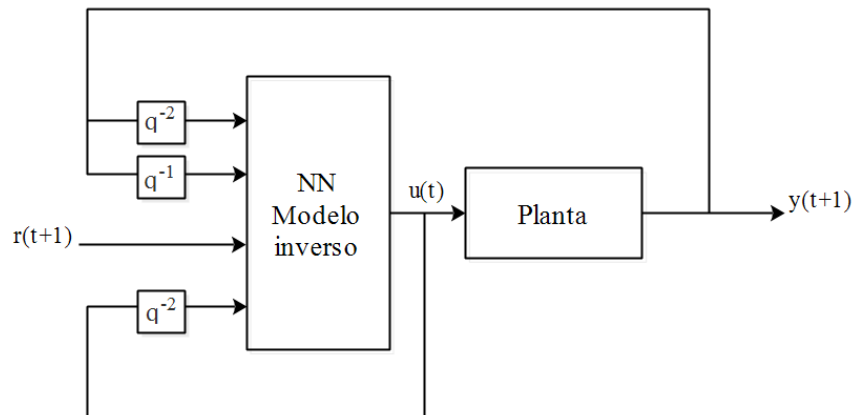 q⁻²
q⁻¹
NN
Modelo
inverso
u(t)
Planta
y(t+1)
r(t+1)
q⁻²